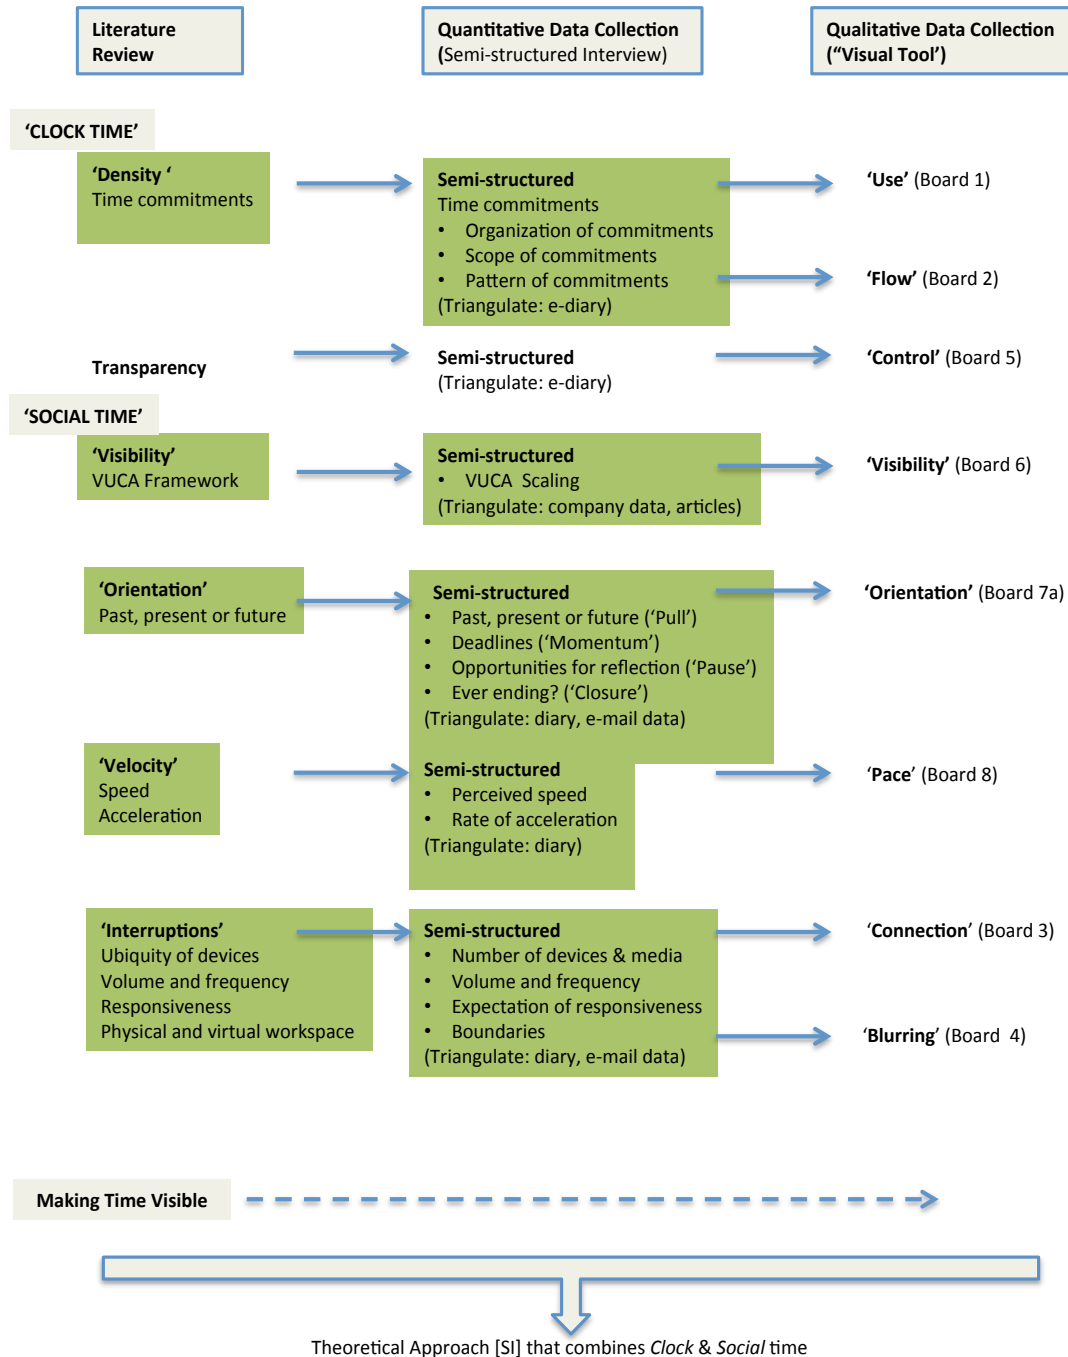 Literature
Review
Quantitative Data Collection
(Semi-structured Interview)
Qualitative Data Collection
(“Visual Tool’)
‘CLOCK TIME’
‘Density ‘
Time commitments
Semi-structured
Time commitments
• Organization of commitments
• Scope of commitments
• Pattern of commitments
(Triangulate: e-diary)
‘Use’ (Board 1)
‘Flow’ (Board 2)
Transparency
Semi-structured
(Triangulate: e-diary)
‘Control’ (Board 5)
‘SOCIAL TIME’
‘Visibility’
VUCA Framework
Semi-structured
• VUCA Scaling
(Triangulate: company data, articles)
‘Visibility’ (Board 6)
‘Orientation’
Past, present or future
Semi-structured
• Past, present or future (‘Pull’)
• Deadlines (‘Momentum’)
• Opportunities for reflection (‘Pause’)
• Ever ending? (‘Closure’)
(Triangulate: diary, e-mail data)
‘Orientation’ (Board 7a)
‘Velocity’
Speed
Acceleration
Semi-structured
• Perceived speed
• Rate of acceleration
(Triangulate: diary)
‘Pace’ (Board 8)
‘Interruptions’
Ubiquity of devices
Volume and frequency
Responsiveness
Physical and virtual workspace
Semi-structured
• Number of devices & media
• Volume and frequency
• Expectation of responsiveness
• Boundaries
(Triangulate: diary, e-mail data)
‘Connection’ (Board 3)
‘Blurring’ (Board 4)
Making Time Visible
Theoretical Approach [SI] that combines Clock & Social time